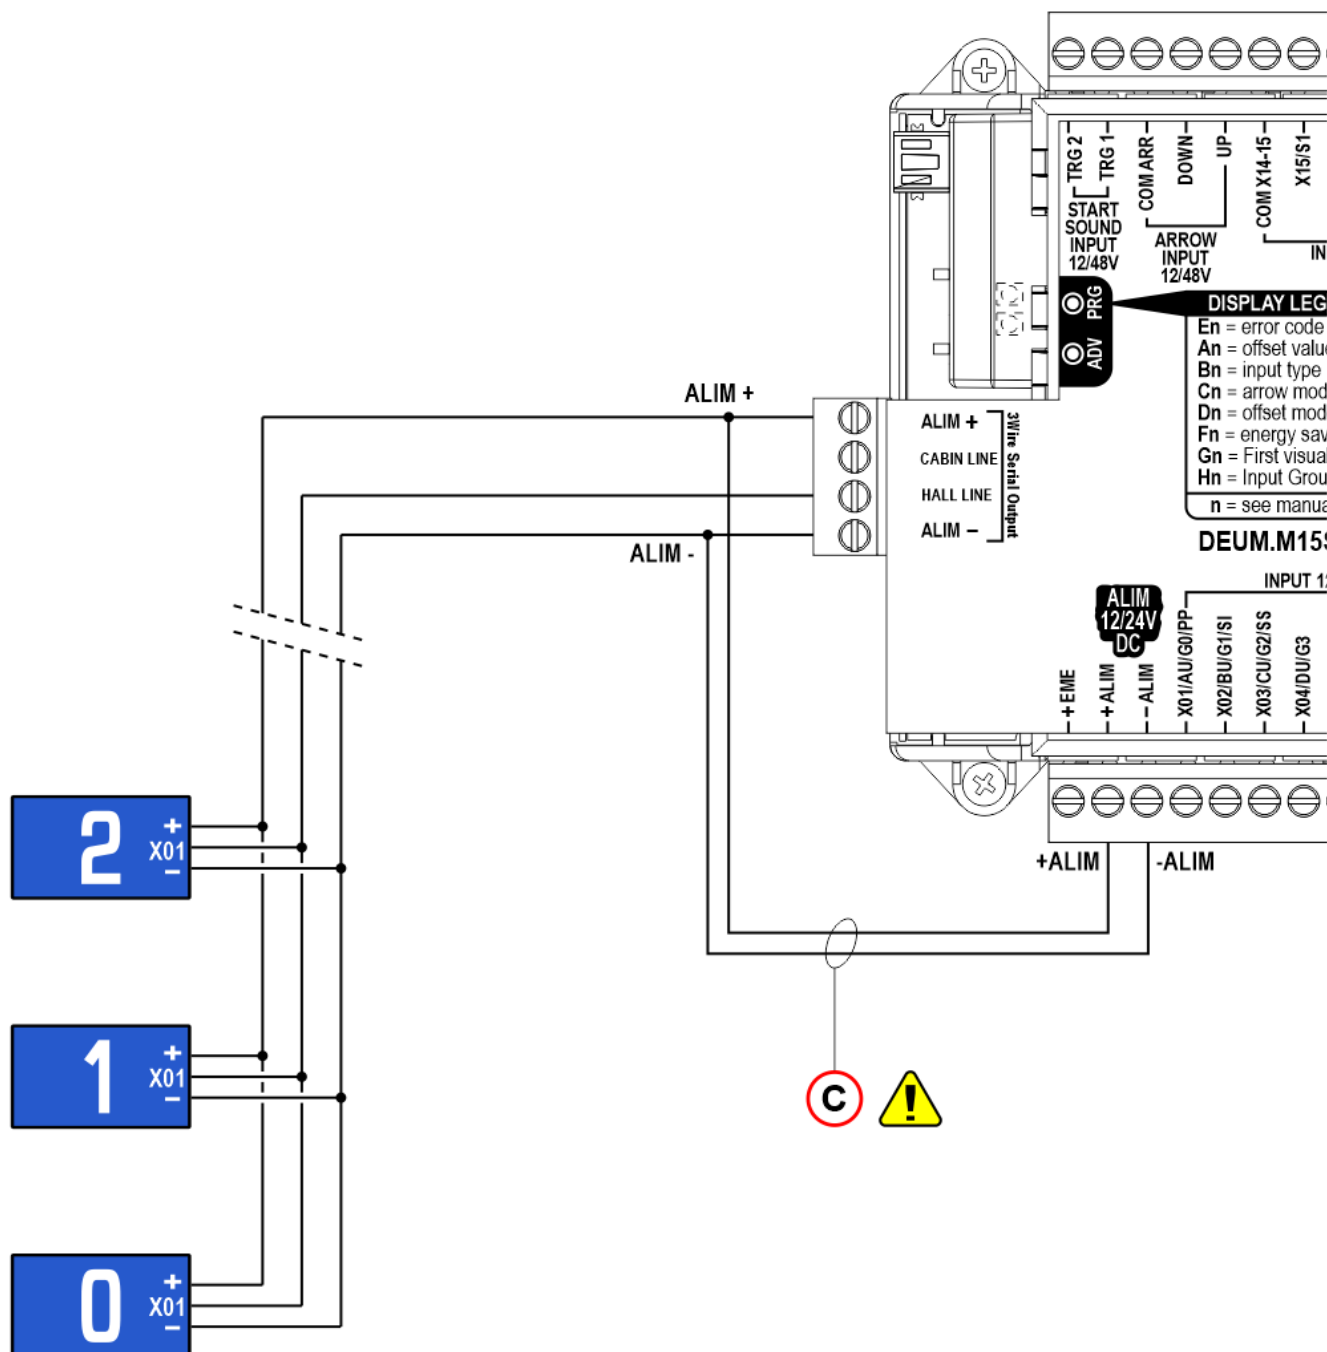 TRG 2
TRG 1
COM ARR
DOWN
UP
COM X14-15
X15/S1
START
SOUND
INPUT
12/48V
ARROW
INPUT
12/48V
IN
PRG
ADV
DISPLAY LEG
En = error code
An = offset value
Bn = input type
Cn = arrow mod
Dn = offset mod
Fn = energy sav
Gn = First visual
Hn = Input Grou
n = see manua
DEUM.M15S
ALIM +
ALIM -
ALIM +
CABIN LINE
HALL LINE
ALIM −
3Wire Serial Output
INPUT 12
ALIM
12/24V
DC
+ EME
+ ALIM
− ALIM
X01/AU/G0/PP
X02/BU/G1/SI
X03/CU/G2/SS
X04/DU/G3
+ALIM
-ALIM
2
+
X01
−
1
+
X01
−
0
+
X01
−
C
!